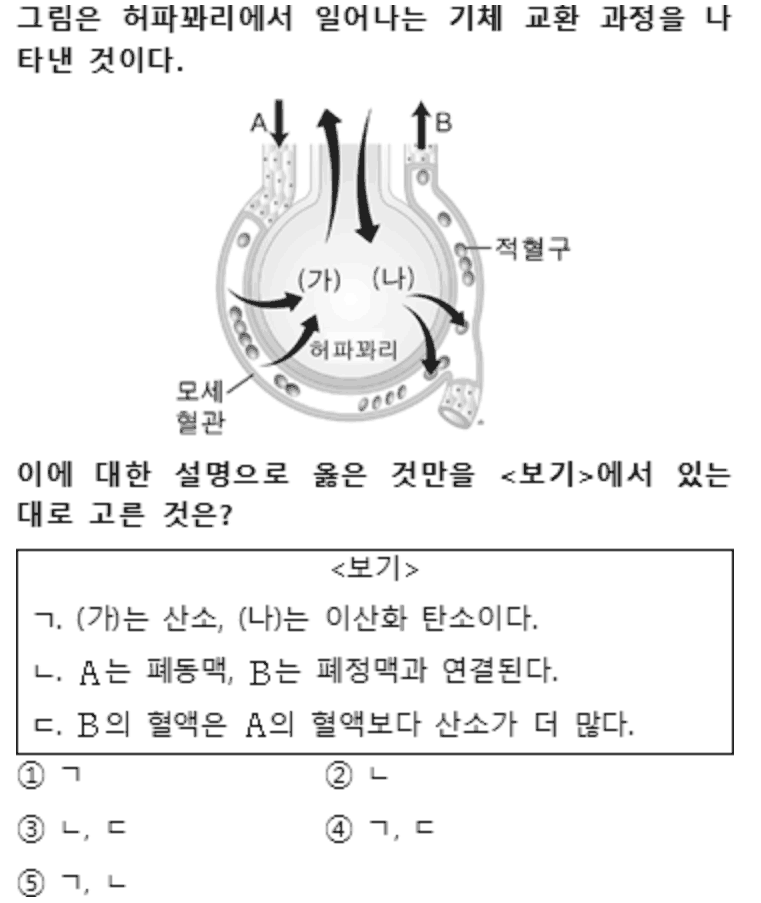 그림은 허파꽈리에서 일어나는 기체 교환 과정을 나
타낸 것이다.
A
B
적혈구
(가) (나)
허파꽈리
모세
혈관
이에 대한 설명으로 옳은 것만을 <보기>에서 있는
대로 고른 것은?
<보기>
ㄱ. (가)는 산소, (나)는 이산화 탄소이다.
ㄴ. A는 폐동맥, B는 폐정맥과 연결된다.
ㄷ. B의 혈액은 A의 혈액보다 산소가 더 많다.
① ㄱ ② ㄴ
③ ㄴ, ㄷ ④ ㄱ, ㄷ
⑤ ㄱ, ㄴ